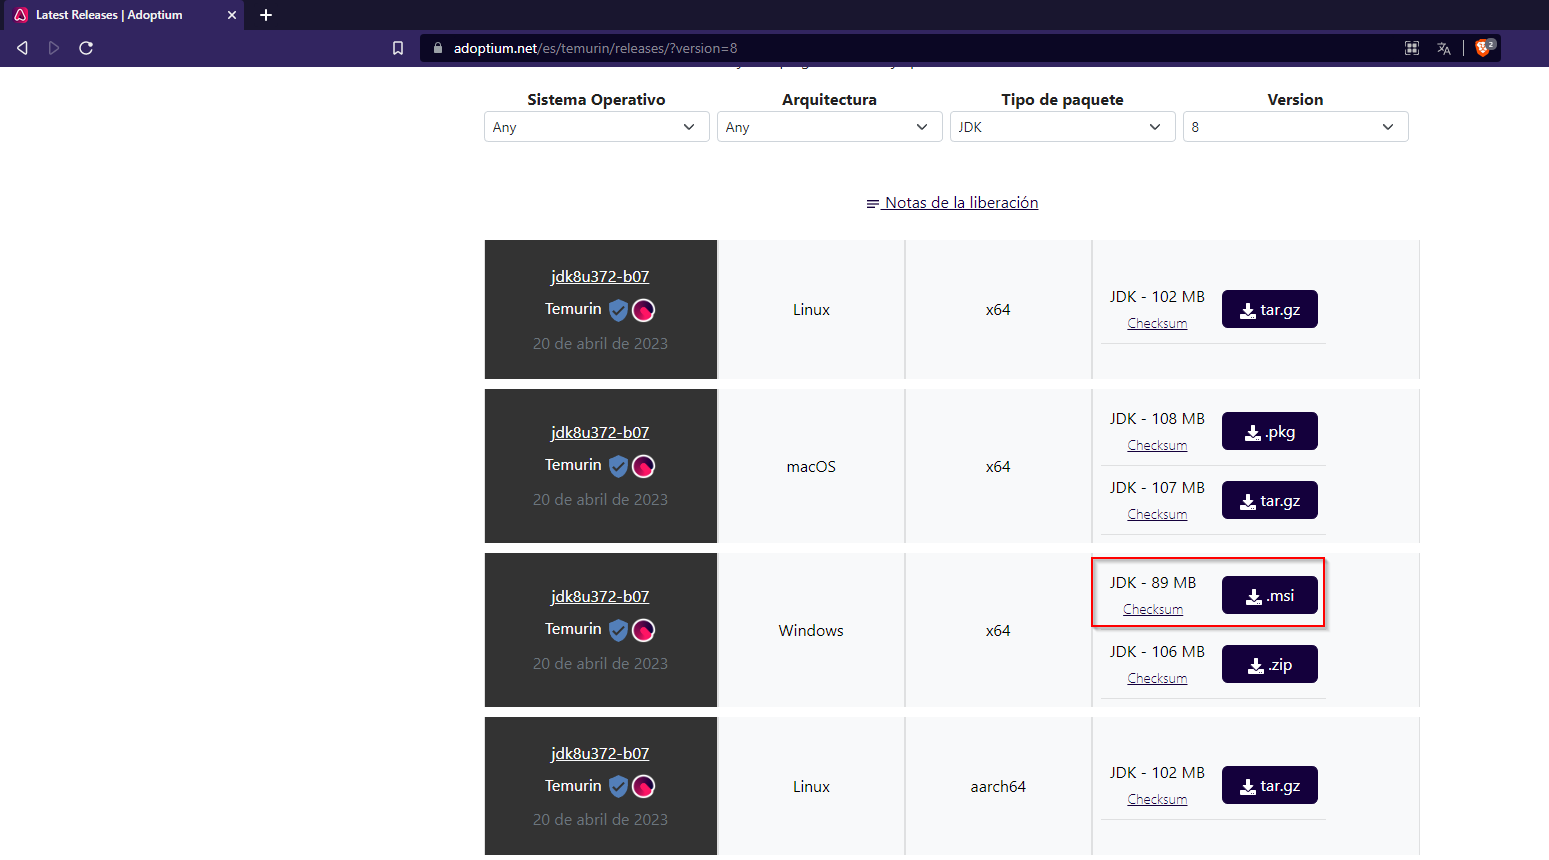 Latest Releases | Adoptium
adoptium.net/es/temurin/releases/?version=8
2
Sistema Operativo Arquitectura Tipo de paquete Version
Any Any JDK 8
Notas de la liberación
jdk8u372-b07
Temurin
20 de abril de 2023
Linux
x64
JDK - 102 MB
Checksum
tar.gz
jdk8u372-b07
Temurin
20 de abril de 2023
macOS
x64
JDK - 108 MB
Checksum
.pkg
JDK - 107 MB
Checksum
tar.gz
jdk8u372-b07
Temurin
20 de abril de 2023
Windows
x64
JDK - 89 MB
Checksum
.msi
JDK - 106 MB
Checksum
.zip
jdk8u372-b07
Temurin
20 de abril de 2023
Linux
aarch64
JDK - 102 MB
Checksum
tar.gz